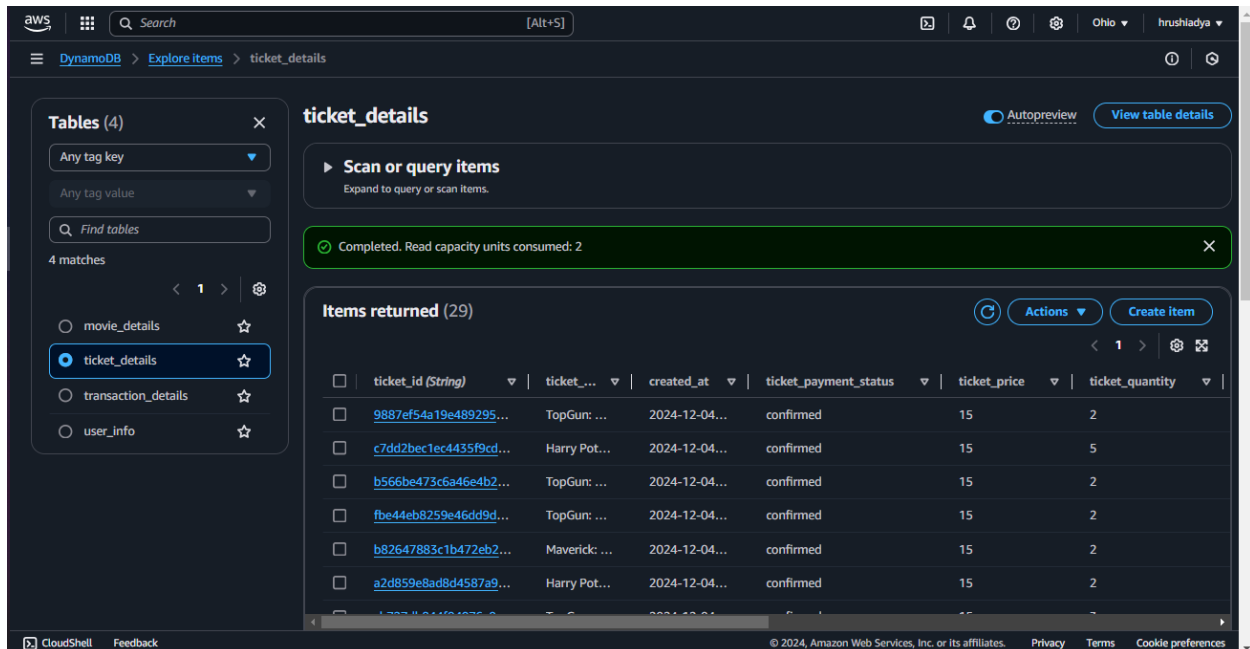 aws Search [Alt+S] Ohio hrushiadya
DynamoDB > Explore items > ticket_details
Tables (4)
Any tag key
Any tag value
Find tables
4 matches
1
movie_details
ticket_details
transaction_details
user_info
ticket_details
Autopreview View table details
Scan or query items
Expand to query or scan items.
Completed. Read capacity units consumed: 2
Items returned (29)
Actions Create item
1
ticket_id (String) ticket_... created_at ticket_payment_status ticket_price ticket_quantity
9887ef54a19e489295... TopGun: ... 2024-12-04... confirmed 15 2
c7dd2bec1ec4435f9cd... Harry Pot... 2024-12-04... confirmed 15 5
b566be473c6a46e4b2... TopGun: ... 2024-12-04... confirmed 15 2
fbe44eb8259e46dd9d... TopGun: ... 2024-12-04... confirmed 15 2
b82647883c1b472eb2... Maverick: ... 2024-12-04... confirmed 15 2
a2d859e8ad8d4587a9... Harry Pot... 2024-12-04... confirmed 15 2
CloudShell Feedback © 2024, Amazon Web Services, Inc. or its affiliates. Privacy Terms Cookie preferences